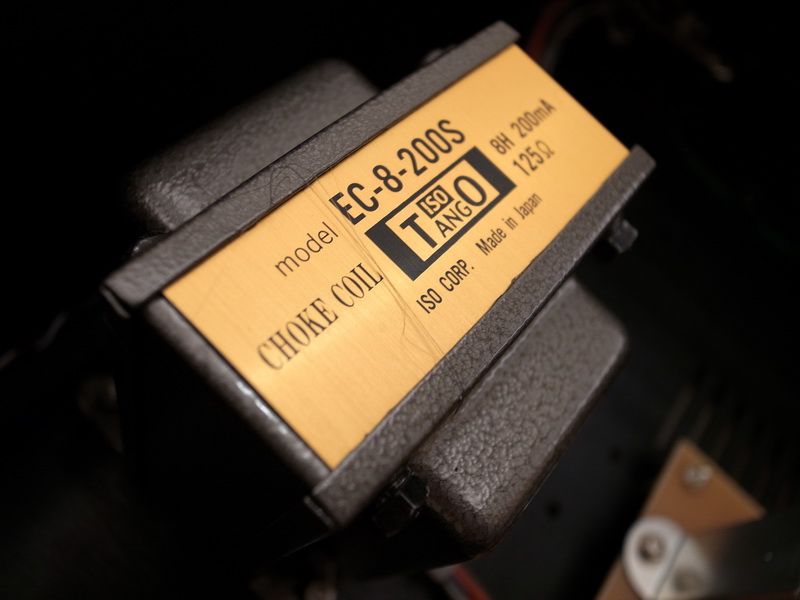 CHOKE COIL
model EC-8-200S
TANGO
ISO
ISO CORP. Made in Japan
8H 200mA
125Ω